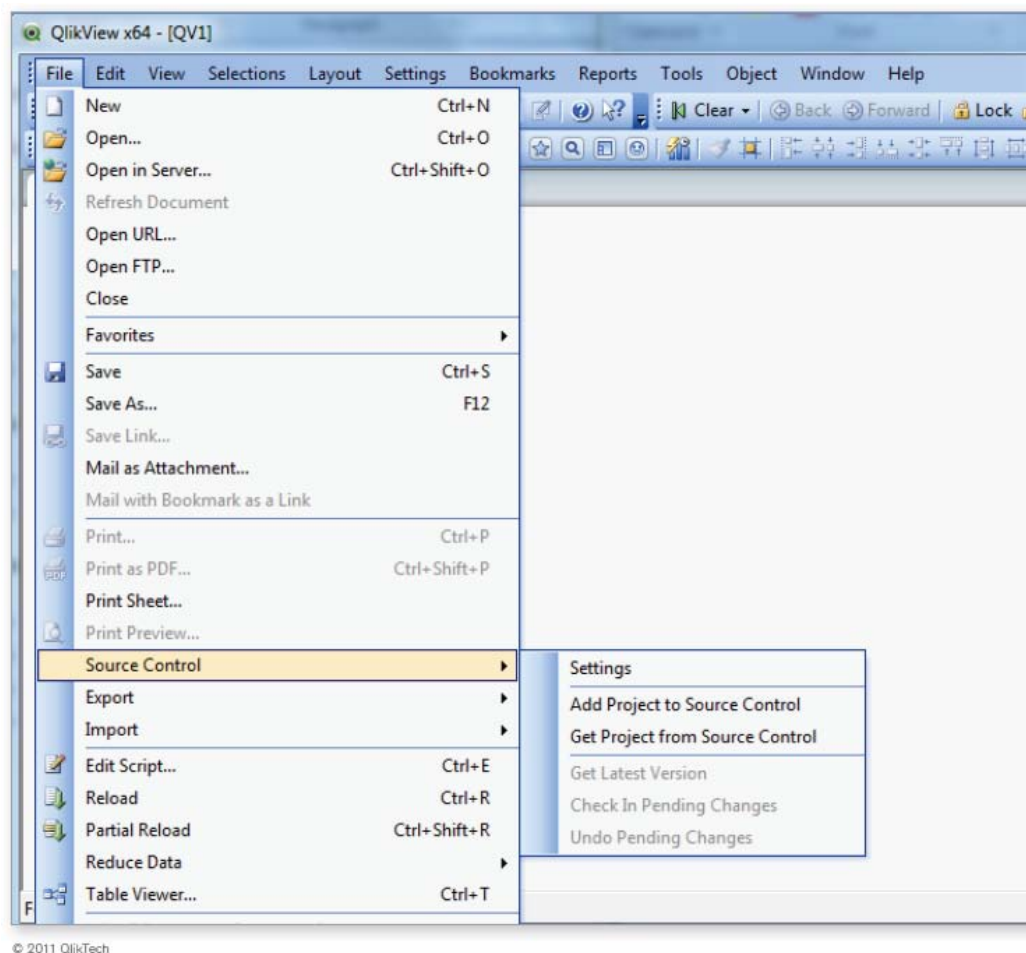 QlikView x64 - [QV1]
File Edit View Selections Layout Settings Bookmarks Reports Tools Object Window Help
Clear Back Forward Lock
New Ctrl+N
Open... Ctrl+O
Open in Server... Ctrl+Shift+O
Refresh Document
Open URL...
Open FTP...
Close
Favorites
Save Ctrl+S
Save As... F12
Save Link...
Mail as Attachment...
Mail with Bookmark as a Link
Print... Ctrl+P
Print as PDF... Ctrl+Shift+P
Print Sheet...
Print Preview...
Source Control
Export
Import
Edit Script... Ctrl+E
Reload Ctrl+R
Partial Reload Ctrl+Shift+R
Reduce Data
Table Viewer... Ctrl+T
Settings
Add Project to Source Control
Get Project from Source Control
Get Latest Version
Check In Pending Changes
Undo Pending Changes
F
© 2011 QlikTech